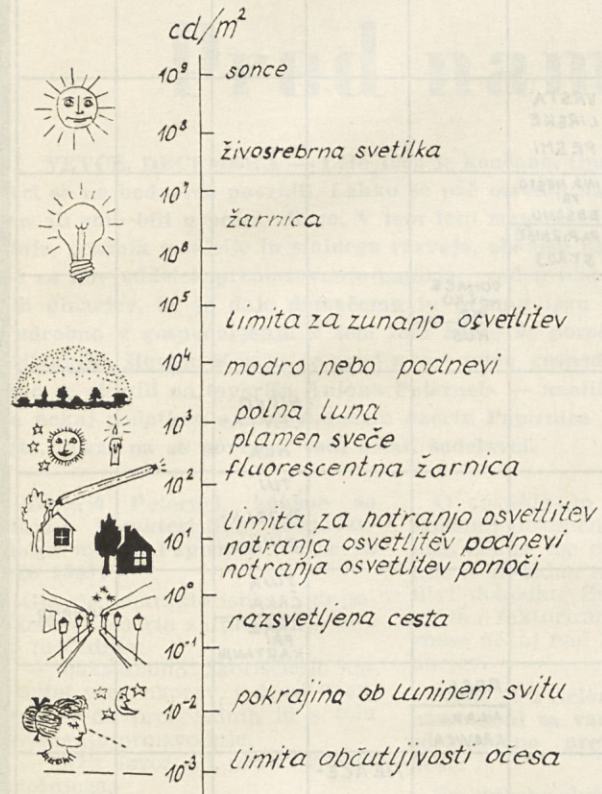 cd/m²
10⁹ sonce
10⁸
živosrebrna svetilka
10⁷
žarnica
10⁶
10⁵
limita za zunanjo osvetlitev
10⁴ modro nebo podnevi
10³ polna luna
plamen sveče
10² fluorescentna žarnica
limita za notranjo osvetlitev
10¹ notranja osvetlitev podnevi
notranja osvetlitev ponoči
10⁰
razsvetljena cesta
10⁻¹
10⁻² pokrajina ob luninem svitu
10⁻³ limita občutljivosti očesa